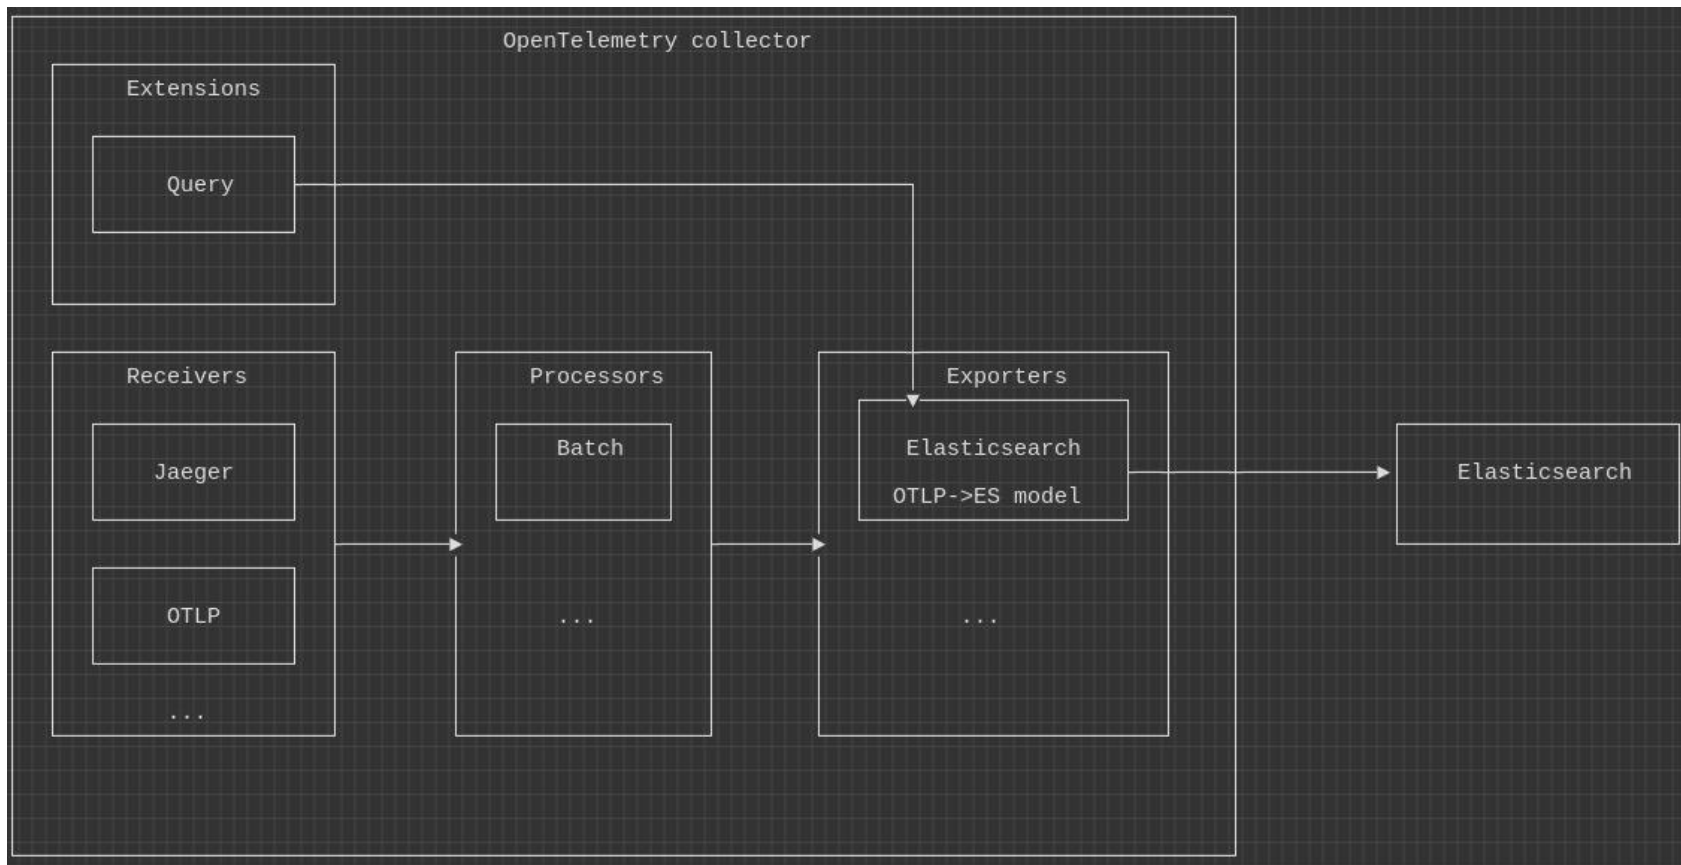 OpenTelemetry collector
Extensions
Query
Receivers
Jaeger
OTLP
...
Processors
Batch
...
Exporters
Elasticsearch
OTLP->ES model
...
Elasticsearch